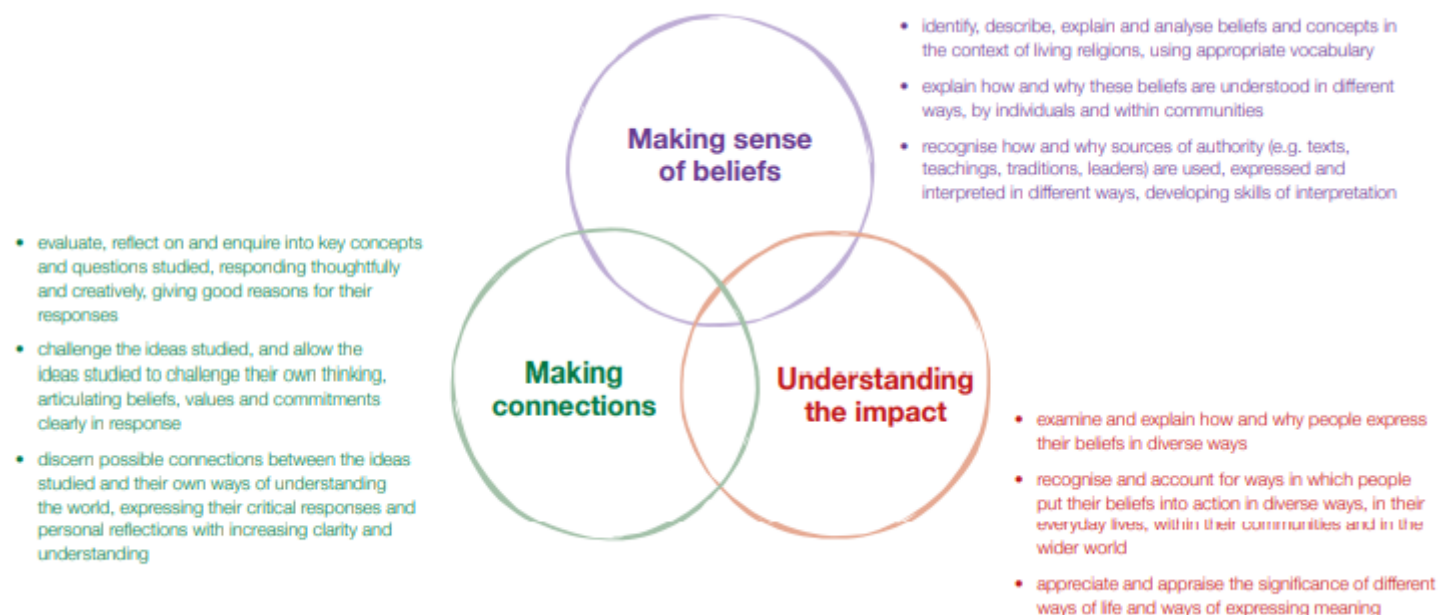 • identify, describe, explain and analyse beliefs and concepts in
the context of living religions, using appropriate vocabulary
• explain how and why these beliefs are understood in different
ways, by individuals and within communities
• recognise how and why sources of authority (e.g. texts,
teachings, traditions, leaders) are used, expressed and
interpreted in different ways, developing skills of interpretation
Making sense
of beliefs
• evaluate, reflect on and enquire into key concepts
and questions studied, responding thoughtfully
and creatively, giving good reasons for their
responses
• challenge the ideas studied, and allow the
ideas studied to challenge their own thinking,
articulating beliefs, values and commitments
clearly in response
• discern possible connections between the ideas
studied and their own ways of understanding
the world, expressing their critical responses and
personal reflections with increasing clarity and
understanding
Making
connections
Understanding
the impact
• examine and explain how and why people express
their beliefs in diverse ways
• recognise and account for ways in which people
put their beliefs into action in diverse ways, in their
everyday lives, within their communities and in the
wider world
• appreciate and appraise the significance of different
ways of life and ways of expressing meaning